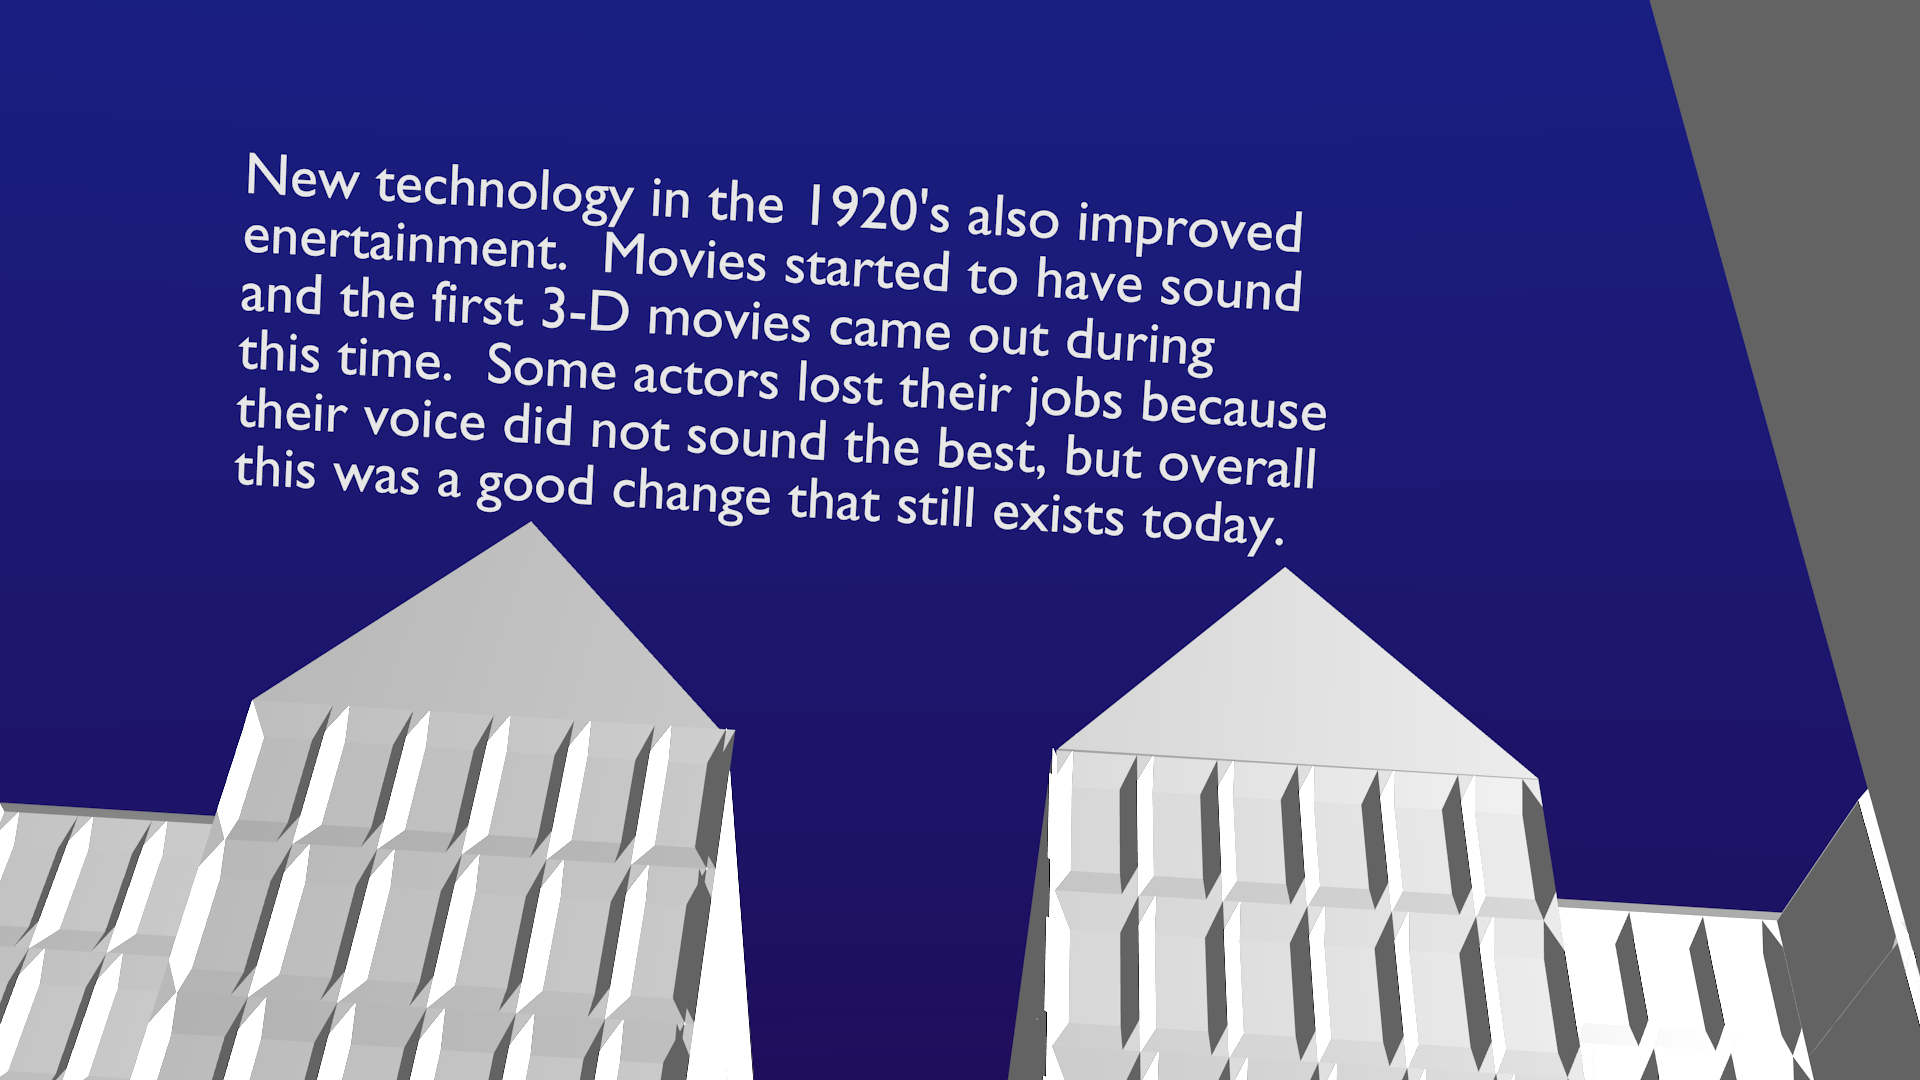 New technology in the 1920's also improved
enertainment.  Movies started to have sound
and the first 3-D movies came out during
this time.  Some actors lost their jobs because
their voice did not sound the best, but overall
this was a good change that still exists today.